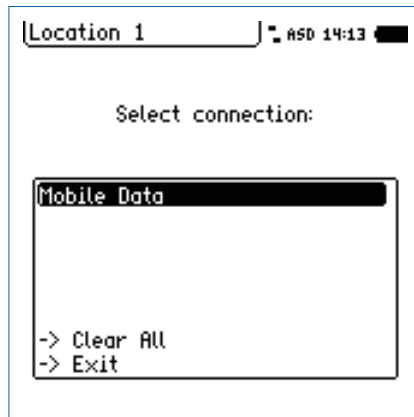 Location 1 ASD 14:13
Select connection:
Mobile Data
-> Clear All
-> Exit